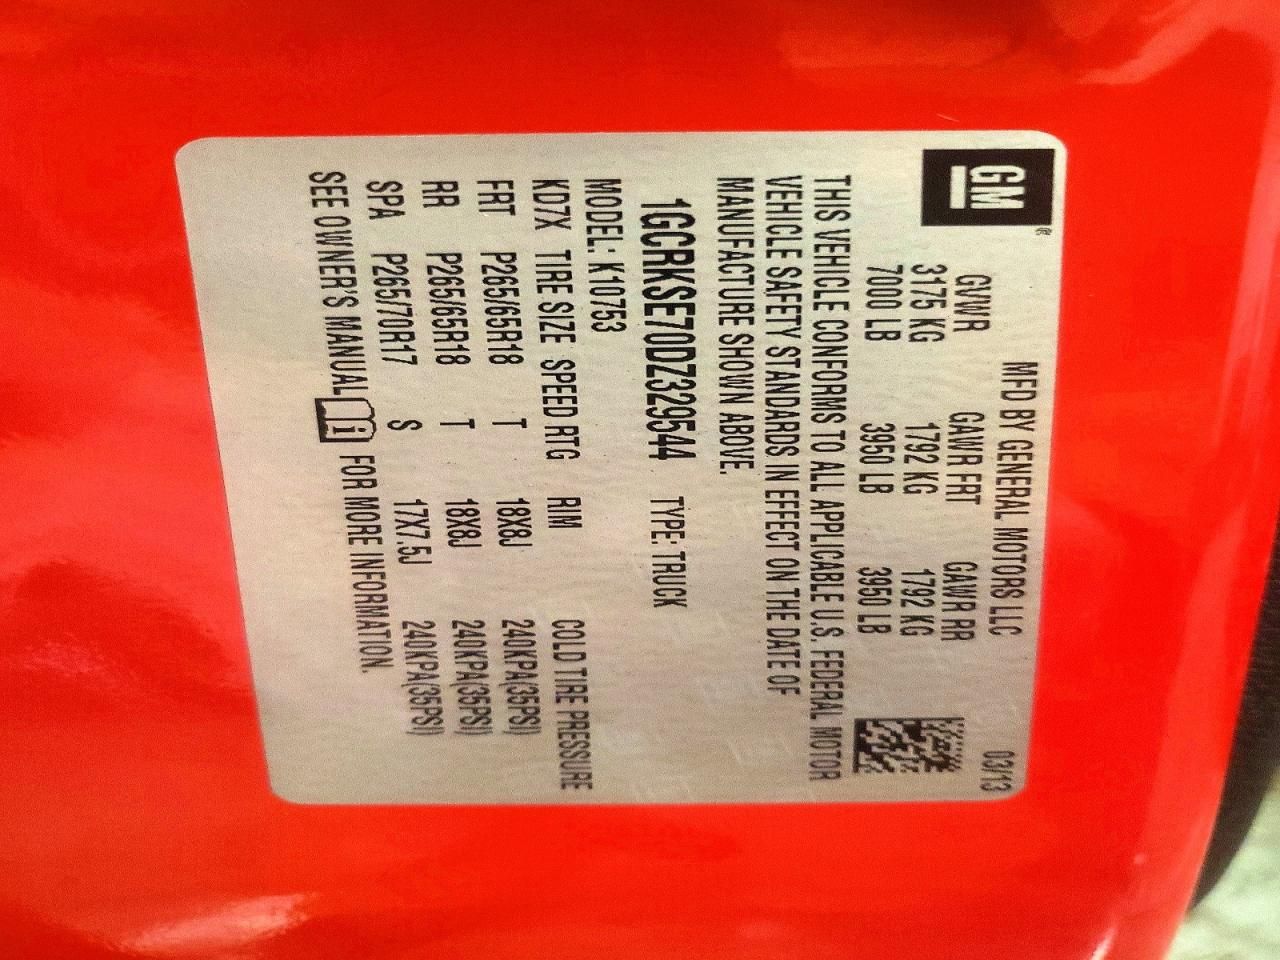 GM
MFD BY GENERAL MOTORS LLC 03/13
GVWR GAWR FRT GAWR RR
3175 KG 1792 KG 1792 KG
7000 LB 3950 LB 3950 LB
THIS VEHICLE CONFORMS TO ALL APPLICABLE U.S. FEDERAL MOTOR
VEHICLE SAFETY STANDARDS IN EFFECT ON THE DATE OF
MANUFACTURE SHOWN ABOVE.
1GCRKSE70DZ329544 TYPE: TRUCK
MODEL: K10753
KD7X TIRE SIZE SPEED RTG RIM COLD TIRE PRESSURE
FRT P265/65R18 T 18X8J 240KPA(35PSI)
RR P265/65R18 T 18X8J 240KPA(35PSI)
SPA P265/70R17 S 17X7.5J 240KPA(35PSI)
SEE OWNER'S MANUAL i FOR MORE INFORMATION.